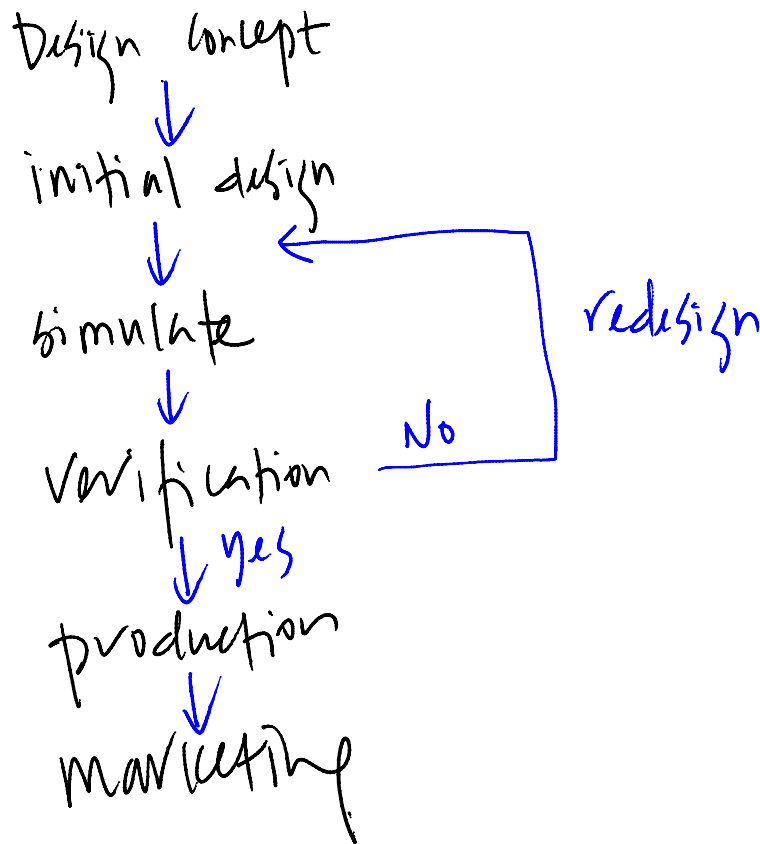 Design concept
initial design
simulate
redesign
No
verification
yes
production
marketing